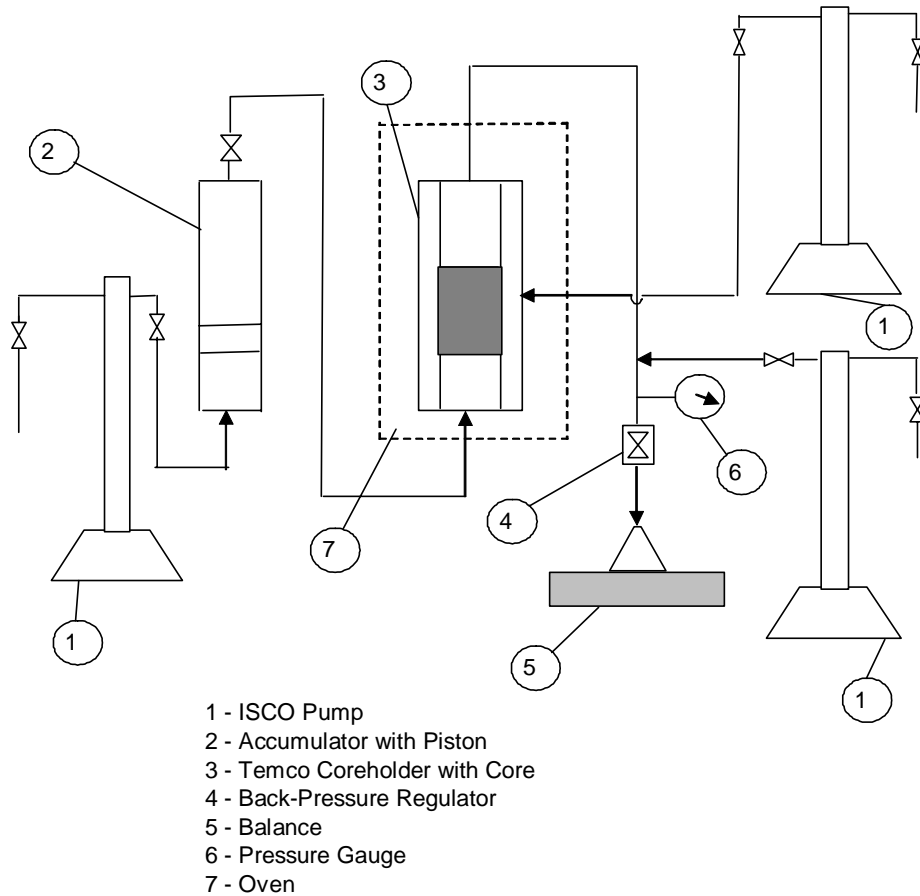 3
2
1
7
4
6
1
5
1
1 - ISCO Pump
2 - Accumulator with Piston
3 - Temco Coreholder with Core
4 - Back-Pressure Regulator
5 - Balance
6 - Pressure Gauge
7 - Oven